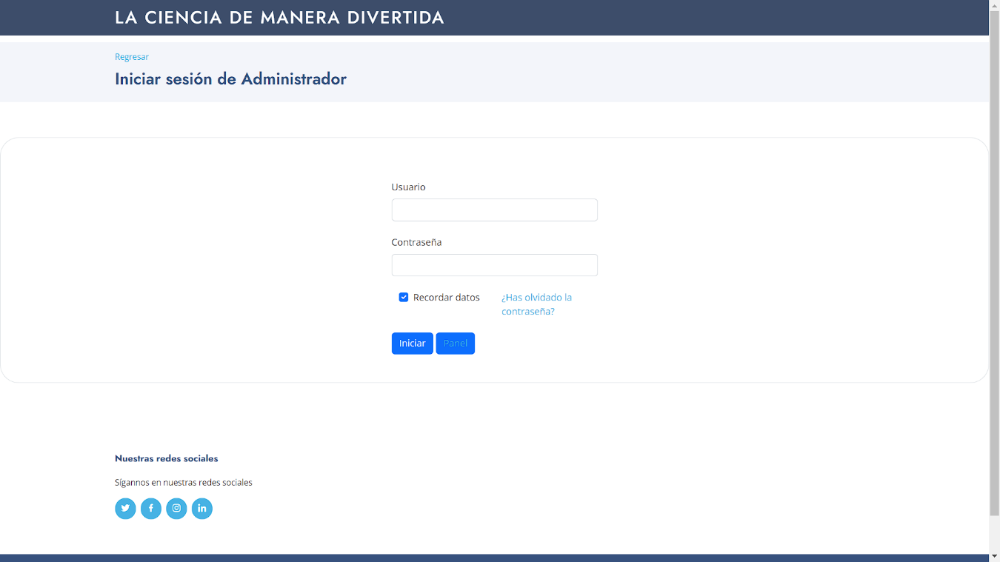 LA CIENCIA DE MANERA DIVERTIDA
Regresar
Iniciar sesión de Administrador
Usuario
Contraseña
Recordar datos
¿Has olvidado la
contraseña?
Iniciar
Panel
Nuestras redes sociales
Sígannos en nuestras redes sociales